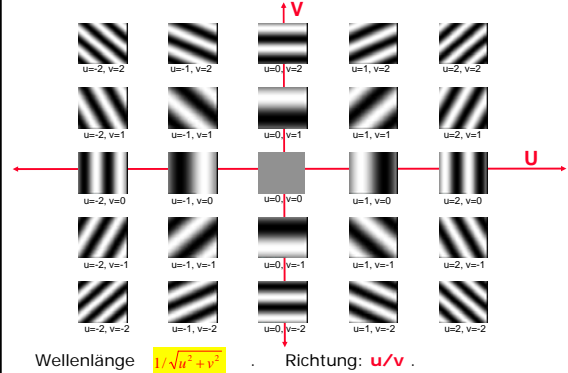 V
u=-2, v=2 u=-1, v=2 u=0, v=2 u=1, v=2 u=2, v=2
u=-2, v=1 u=-1, v=1 u=0, v=1 u=1, v=1 u=2, v=1
U
u=-2, v=0 u=-1, v=0 u=0, v=0 u=1, v=0 u=2, v=0
u=-2, v=-1 u=-1, v=-1 u=0, v=-1 u=1, v=-1 u=2, v=-1
u=-2, v=-2 u=-1, v=-2 u=0, v=-2 u=1, v=-2 u=2, v=-2
Wellenlänge 1/√u² + v² . Richtung: u/v .